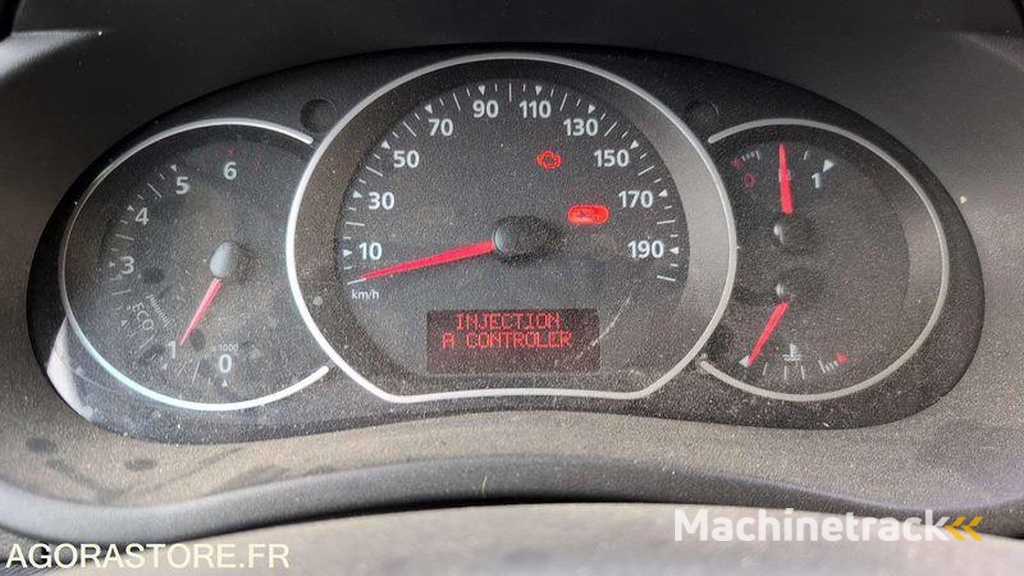 70 90 110 130
50 150
30 170
10 190
km/h
6
5
4
3
ECO
1
x1000
0
0 1
INJECTION
A CONTROLER
Machinetrack
AGORASTORE.FR